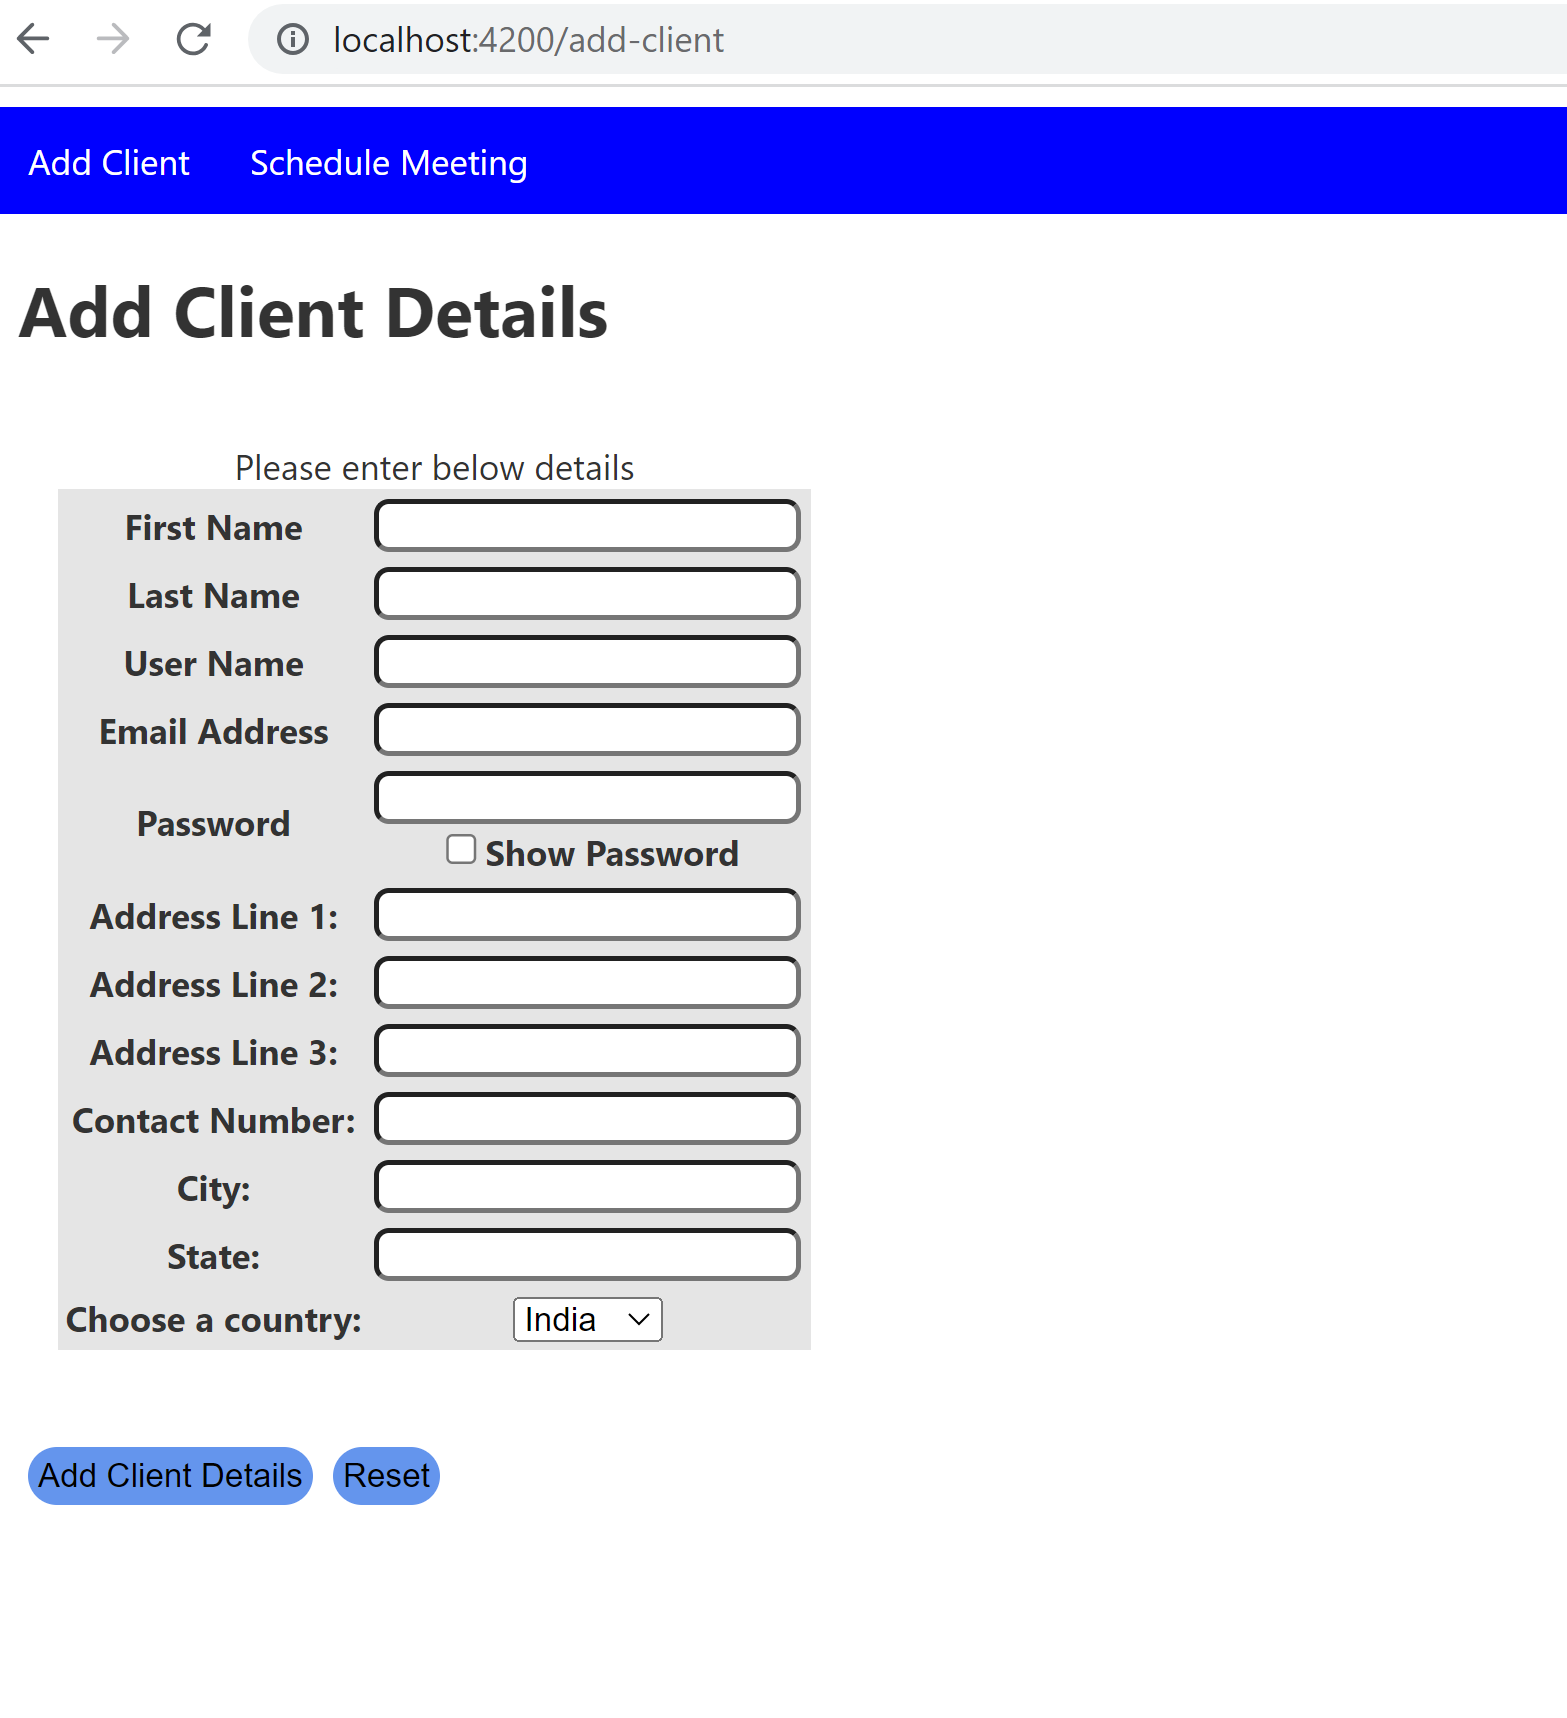 localhost:4200/add-client
Add Client Schedule Meeting
Add Client Details
Please enter below details
First Name
Last Name
User Name
Email Address
Password
Show Password
Address Line 1:
Address Line 2:
Address Line 3:
Contact Number:
City:
State:
Choose a country: India
Add Client Details Reset